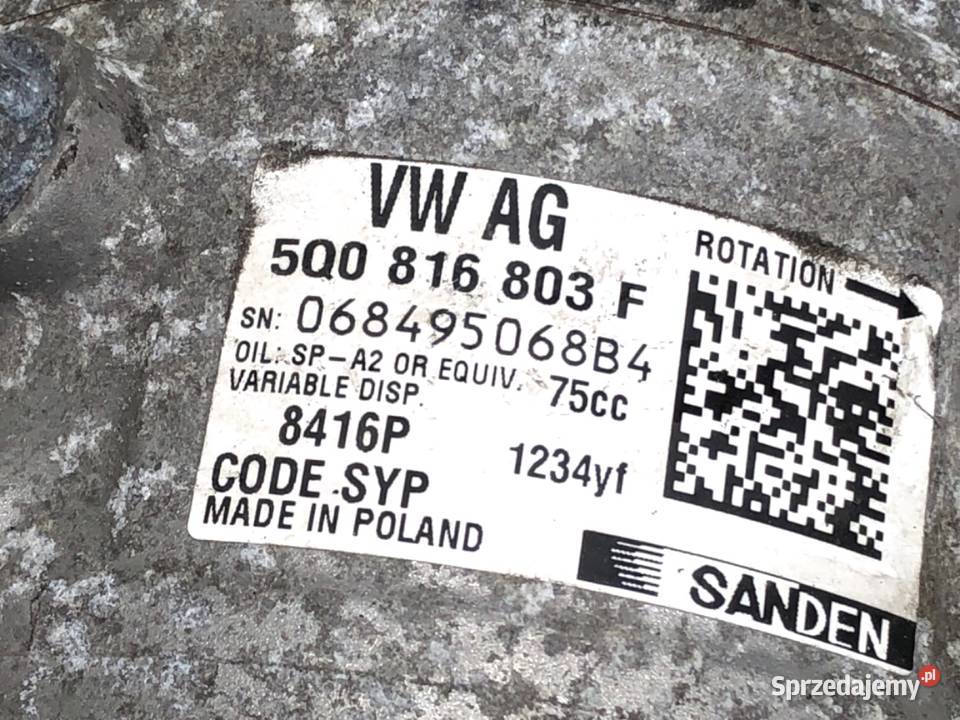 VW AG
5Q0 816 803 F
ROTATION
SN: 068495068B4
OIL: SP-A2 OR EQUIV. 75cc
VARIABLE DISP.
8416P
1234yf
CODE SYP
MADE IN POLAND
SANDEN
Sprzedajemy.pl